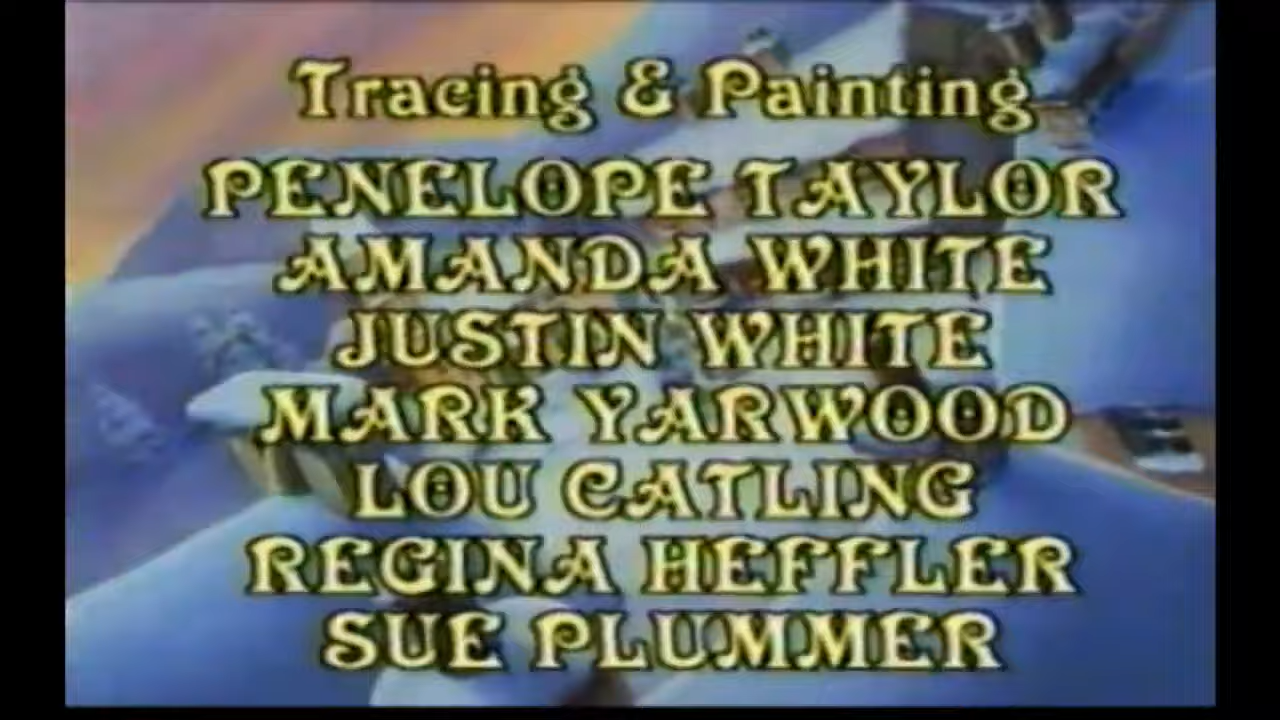 Tracing & Painting
PENELOPE TAYLOR
AMANDA WHITE
JUSTIN WHITE
MARK YARWOOD
LOU CATLING
REGINA HEFFLER
SUE PLUMMER